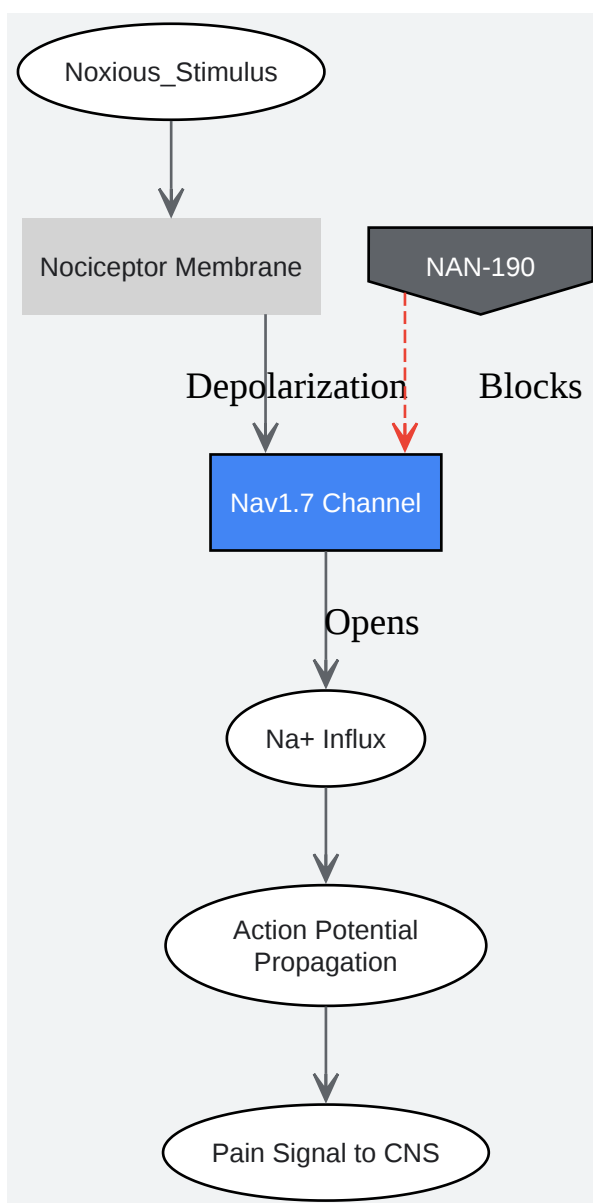 Noxious_Stimulus
Nociceptor Membrane
NAN-190
Depolarization
Blocks
Nav1.7 Channel
Opens
Na+ Influx
Action Potential
Propagation
Pain Signal to CNS